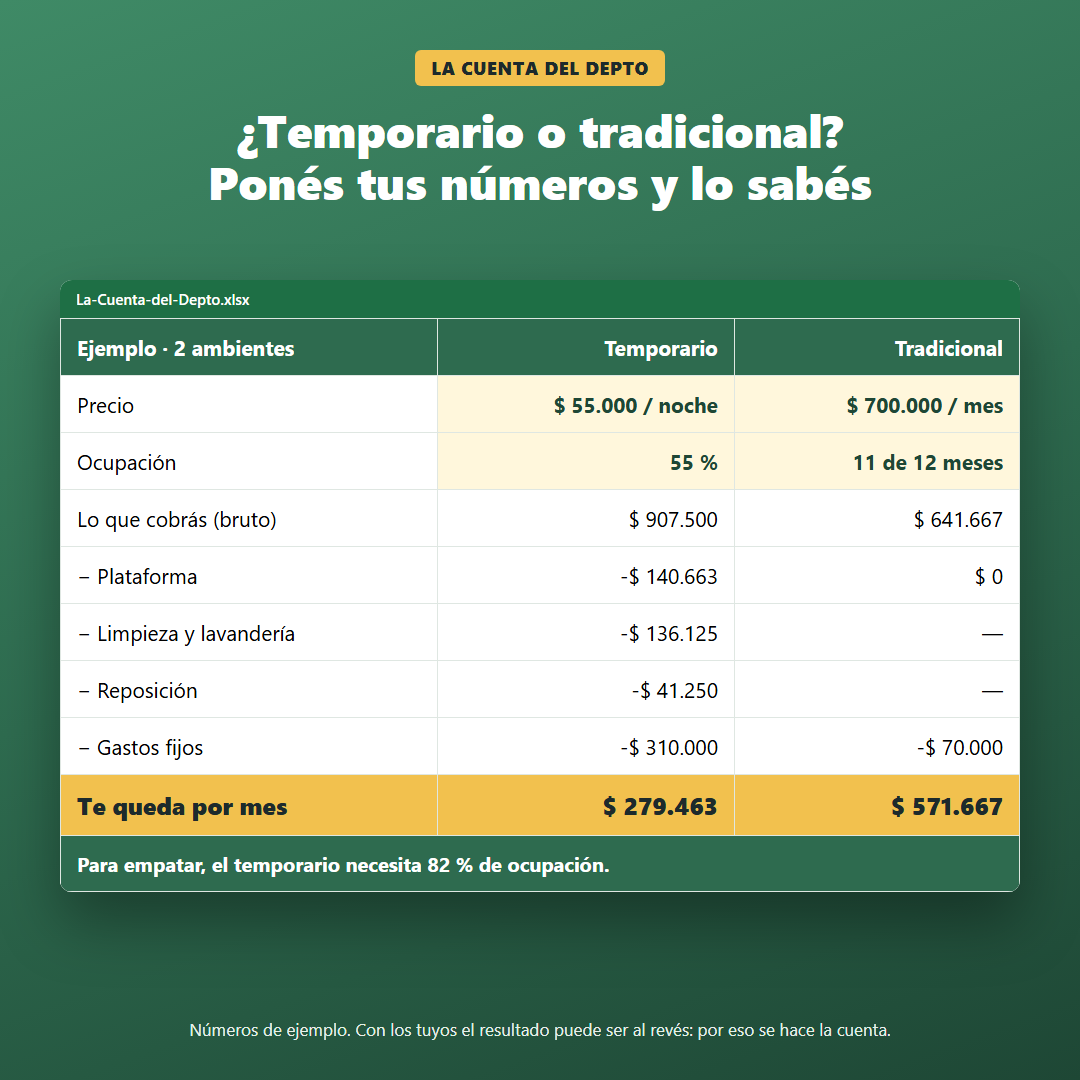 LA CUENTA DEL DEPTO
¿Temporario o tradicional?
Ponés tus números y lo sabés
La-Cuenta-del-Depto.xlsx
Ejemplo · 2 ambientes Temporario Tradicional
Precio $ 55.000 / noche $ 700.000 / mes
Ocupación 55 % 11 de 12 meses
Lo que cobrás (bruto) $ 907.500 $ 641.667
− Plataforma -$ 140.663 $ 0
− Limpieza y lavandería -$ 136.125 —
− Reposición -$ 41.250 —
− Gastos fijos -$ 310.000 -$ 70.000
Te queda por mes $ 279.463 $ 571.667
Para empatar, el temporario necesita 82 % de ocupación.
Números de ejemplo. Con los tuyos el resultado puede ser al revés: por eso se hace la cuenta.